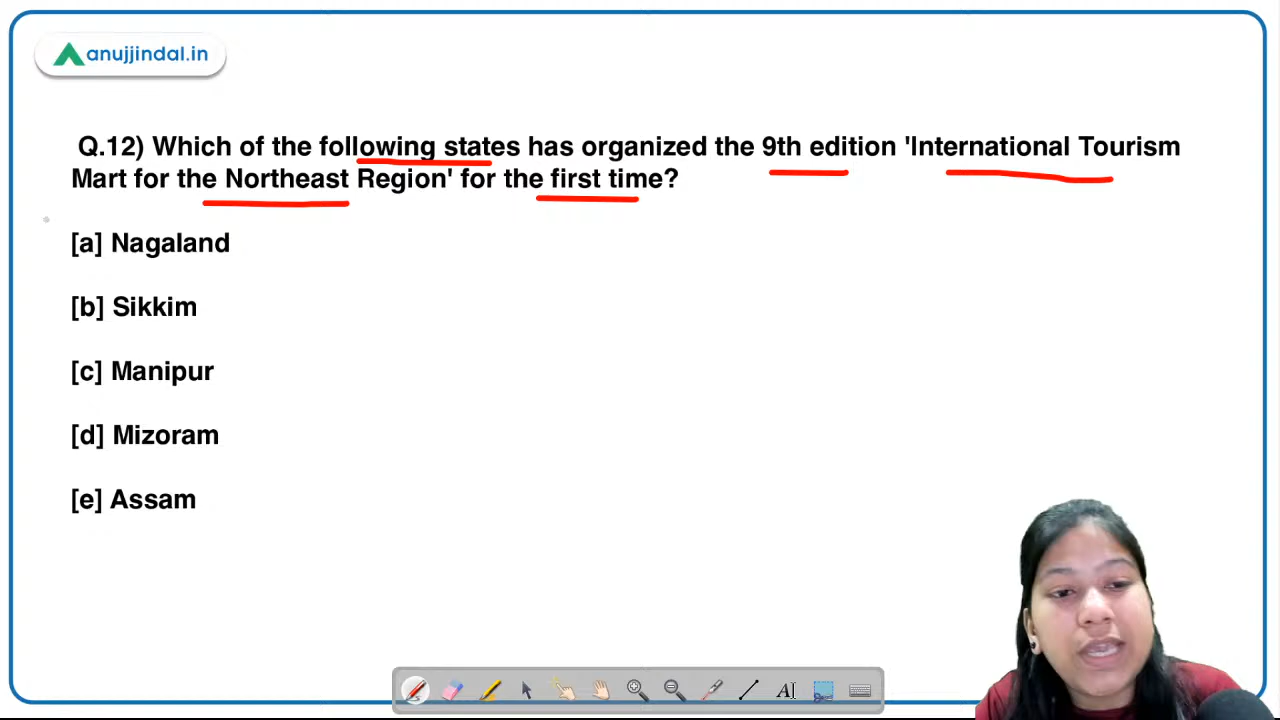 anujjindal.in
Q.12) Which of the following states has organized the 9th edition 'International Tourism
Mart for the Northeast Region' for the first time?
[a] Nagaland
[b] Sikkim
[c] Manipur
[d] Mizoram
[e] Assam
A